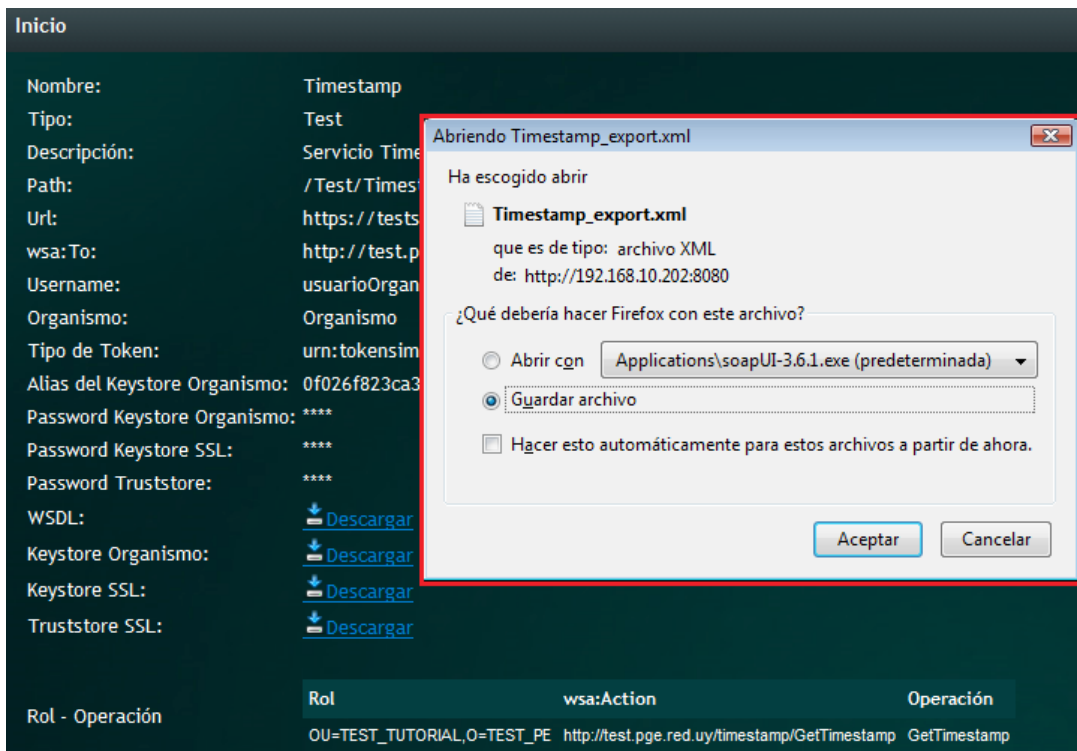 Inicio
Nombre: Timestamp
Tipo: Test
Descripción: Servicio Time
Path: /Test/Times
Url: https://tests
wsa:To: http://test.p
Username: usuarioOrgan
Organismo: Organismo
Tipo de Token: urn:tokensim
Alias del Keystore Organismo: 0f026f823ca3
Password Keystore Organismo: ****
Password Keystore SSL: ****
Password Truststore: ****
WSDL: Descargar
Keystore Organismo: Descargar
Keystore SSL: Descargar
Truststore SSL: Descargar
Abriendo Timestamp_export.xml
Ha escogido abrir
Timestamp_export.xml
que es de tipo: archivo XML
de: http://192.168.10.202:8080
¿Qué debería hacer Firefox con este archivo?
Abrir con Applications\soapUI-3.6.1.exe (predeterminada)
Guardar archivo
Hacer esto automáticamente para estos archivos a partir de ahora.
Aceptar Cancelar
Rol wsa:Action Operación
Rol - Operación
OU=TEST_TUTORIAL,O=TEST_PE http://test.pge.red.uy/timestamp/GetTimestamp GetTimestamp